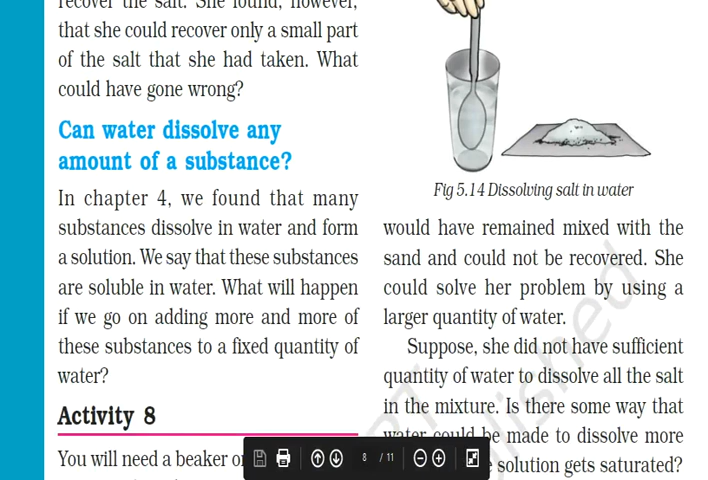 recover the salt. She found, however,
that she could recover only a small part
of the salt that she had taken. What
could have gone wrong?
Can water dissolve any
amount of a substance?
In chapter 4, we found that many
substances dissolve in water and form
a solution. We say that these substances
are soluble in water. What will happen
if we go on adding more and more of
these substances to a fixed quantity of
water?
Activity 8
You will need a beaker
Fig 5.14 Dissolving salt in water
would have remained mixed with the
sand and could not be recovered. She
could solve her problem by using a
larger quantity of water.
Suppose, she did not have sufficient
quantity of water to dissolve all the salt
in the mixture. Is there some way that
water could be made to dissolve more
solution gets saturated?
8 / 11